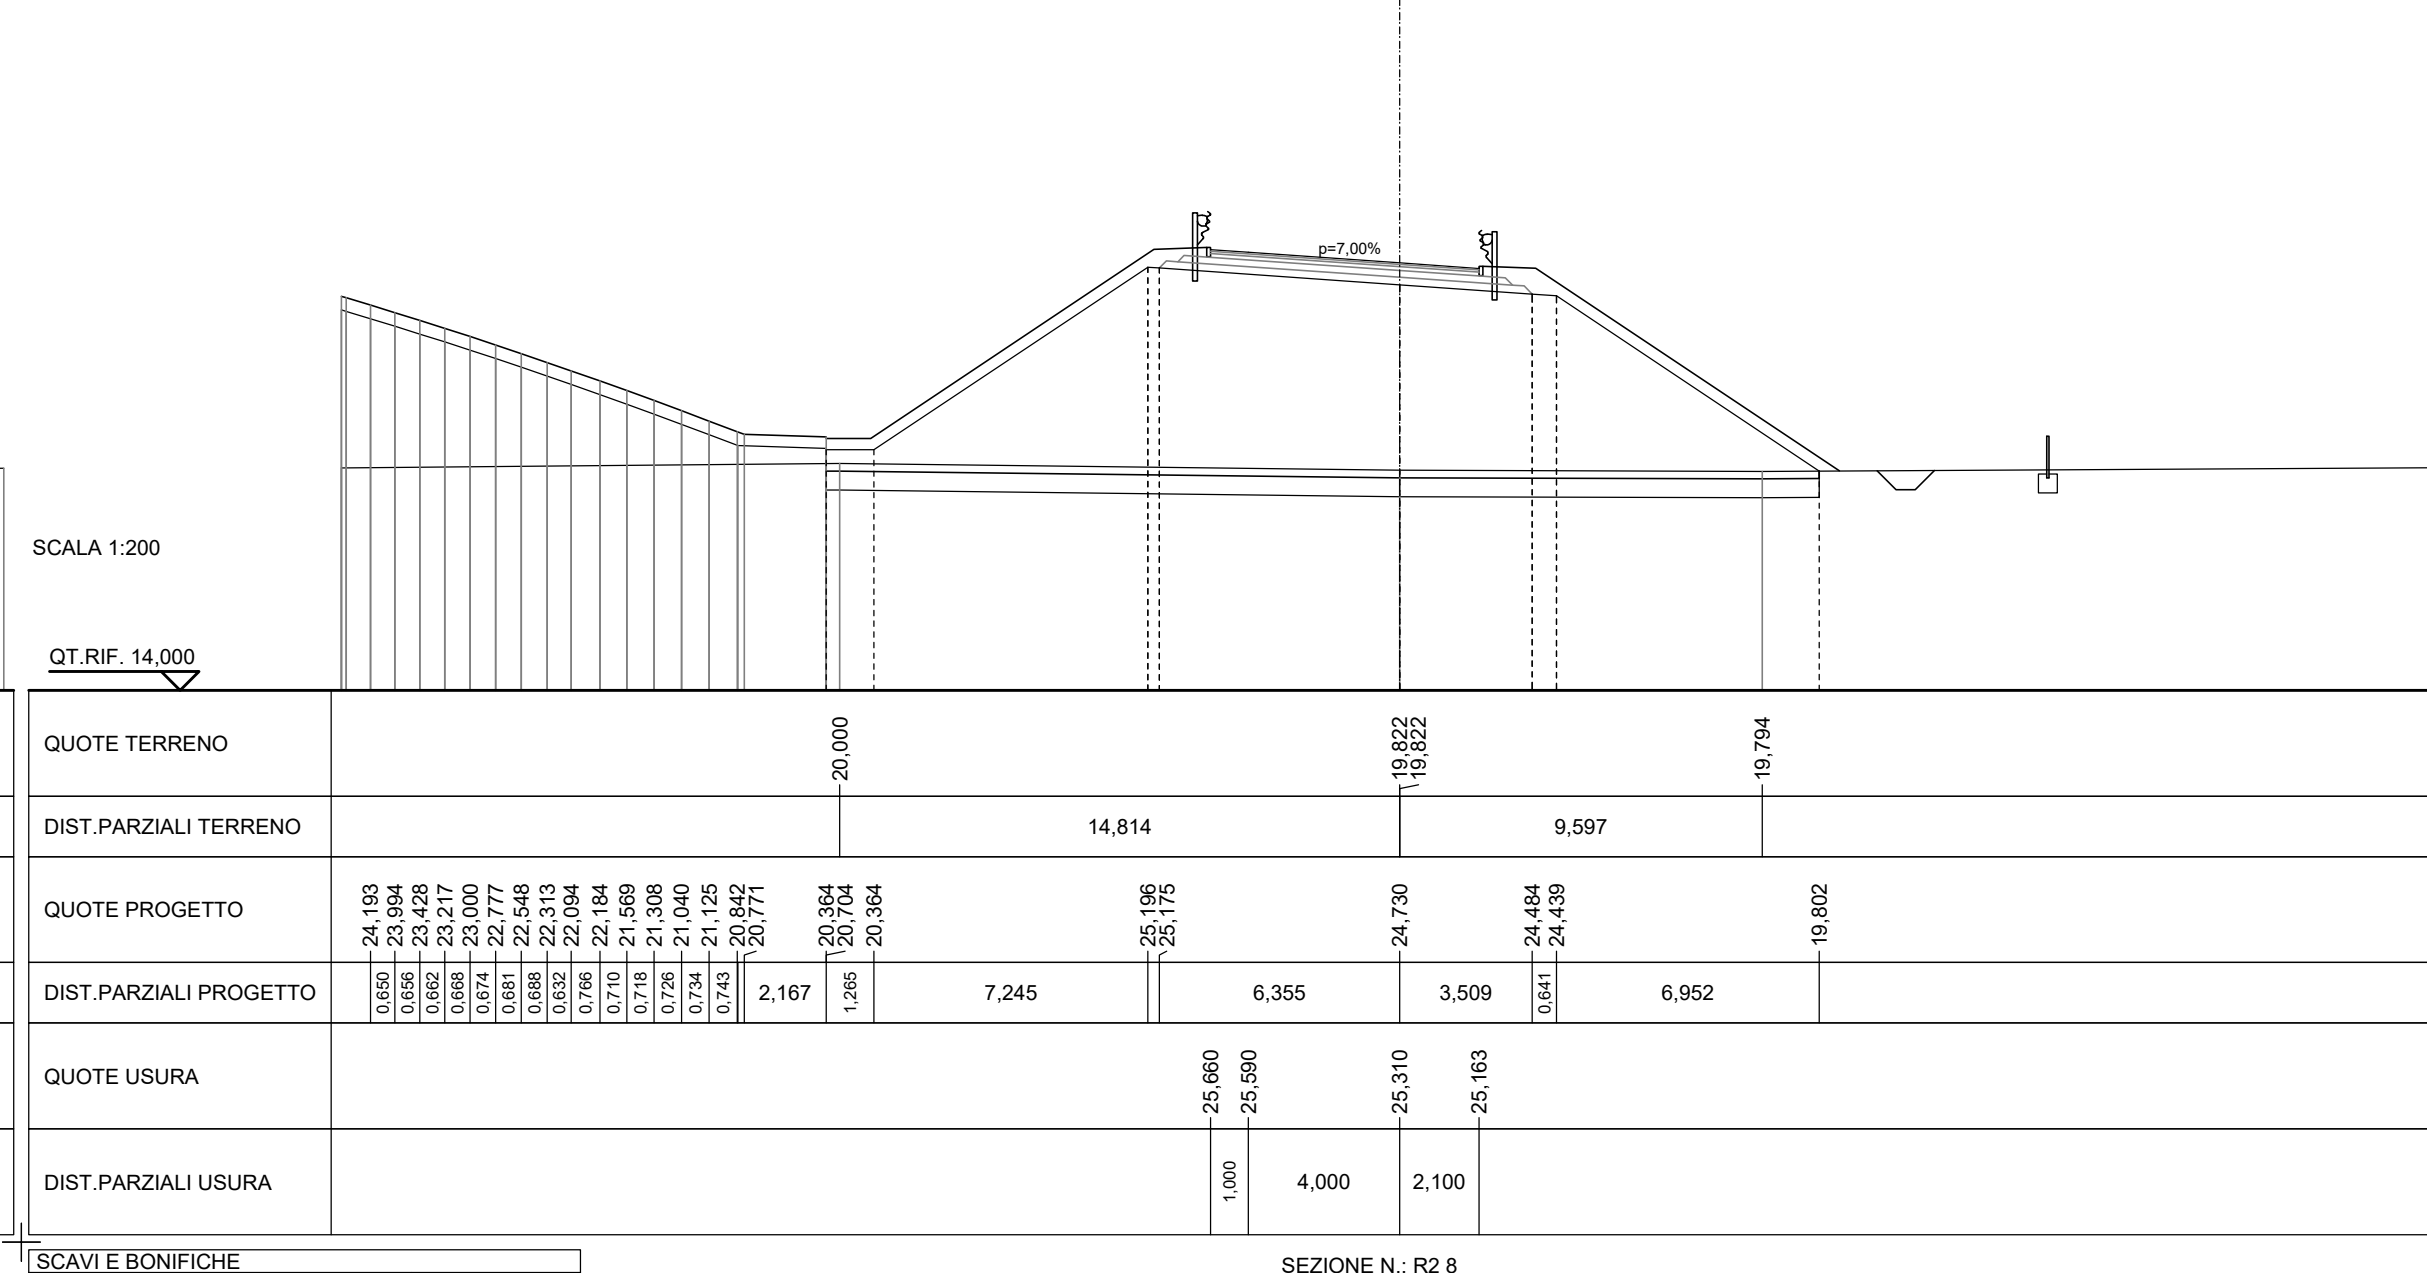 p=7,00%
SCALA 1:200
QT.RIF. 14,000
QUOTE TERRENO
20,000 19,822 19,822 19,794
DIST.PARZIALI TERRENO
14,814 9,597
QUOTE PROGETTO
24,193 23,994 23,428 23,217 23,000 22,777 22,548 22,313 22,094 22,184 21,569 21,308 21,040 21,125 20,842 20,771 20,364 20,704 20,364 25,196 25,175 24,730 24,484 24,439 19,802
DIST.PARZIALI PROGETTO
0,650 0,656 0,662 0,668 0,674 0,681 0,688 0,632 0,766 0,710 0,718 0,726 0,734 0,743 2,167 1,265 7,245 6,355 3,509 0,641 6,952
QUOTE USURA
25,660 25,590 25,310 25,163
DIST.PARZIALI USURA
1,000 4,000 2,100
SCAVI E BONIFICHE
SEZIONE N.: R2 8